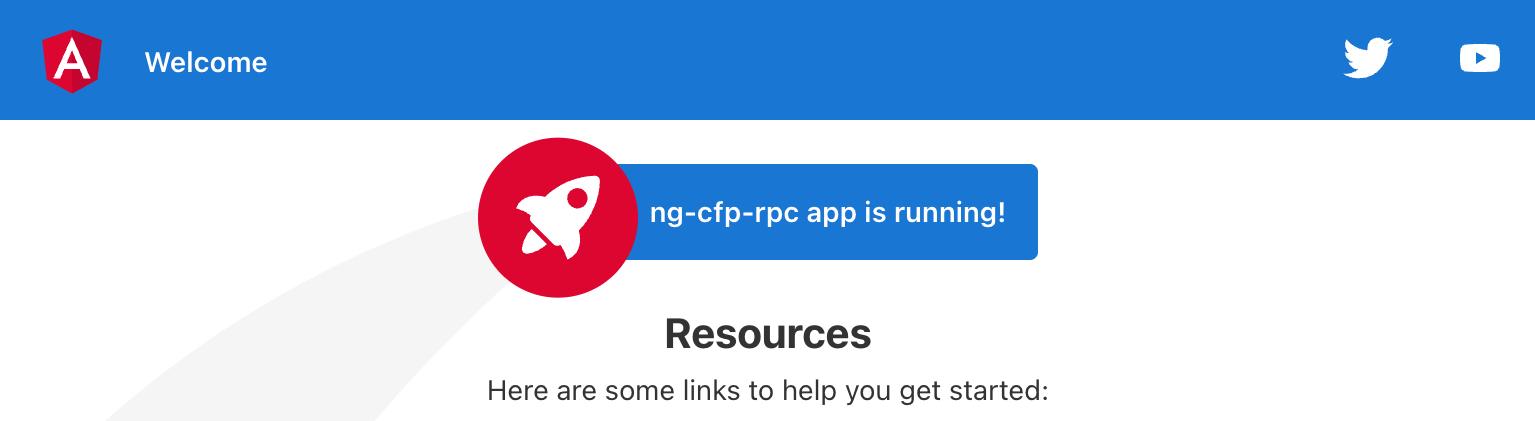 Welcome
ng-cfp-rpc app is running!
Resources
Here are some links to help you get started: